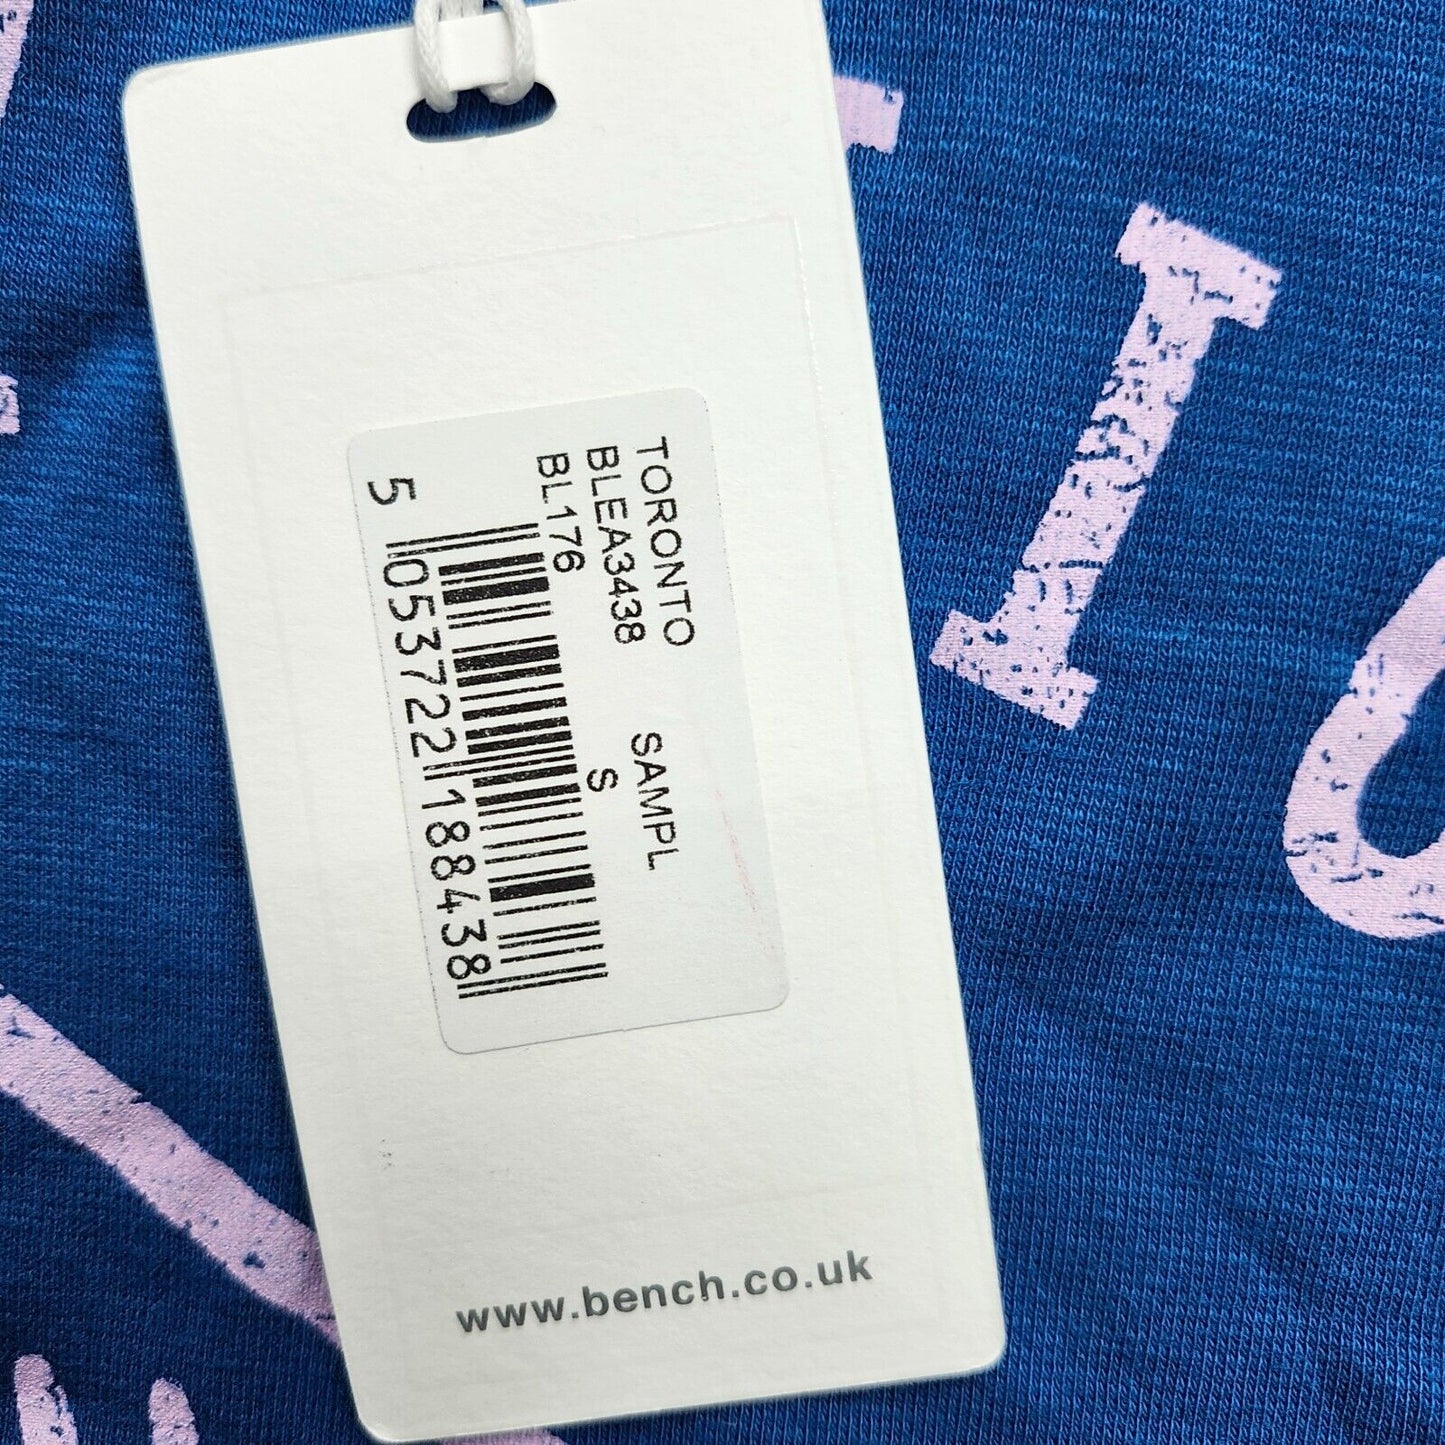 TORONTO SAMPL
BLEA3438 S
BL176
5 053722 188438
www.bench.co.uk
I